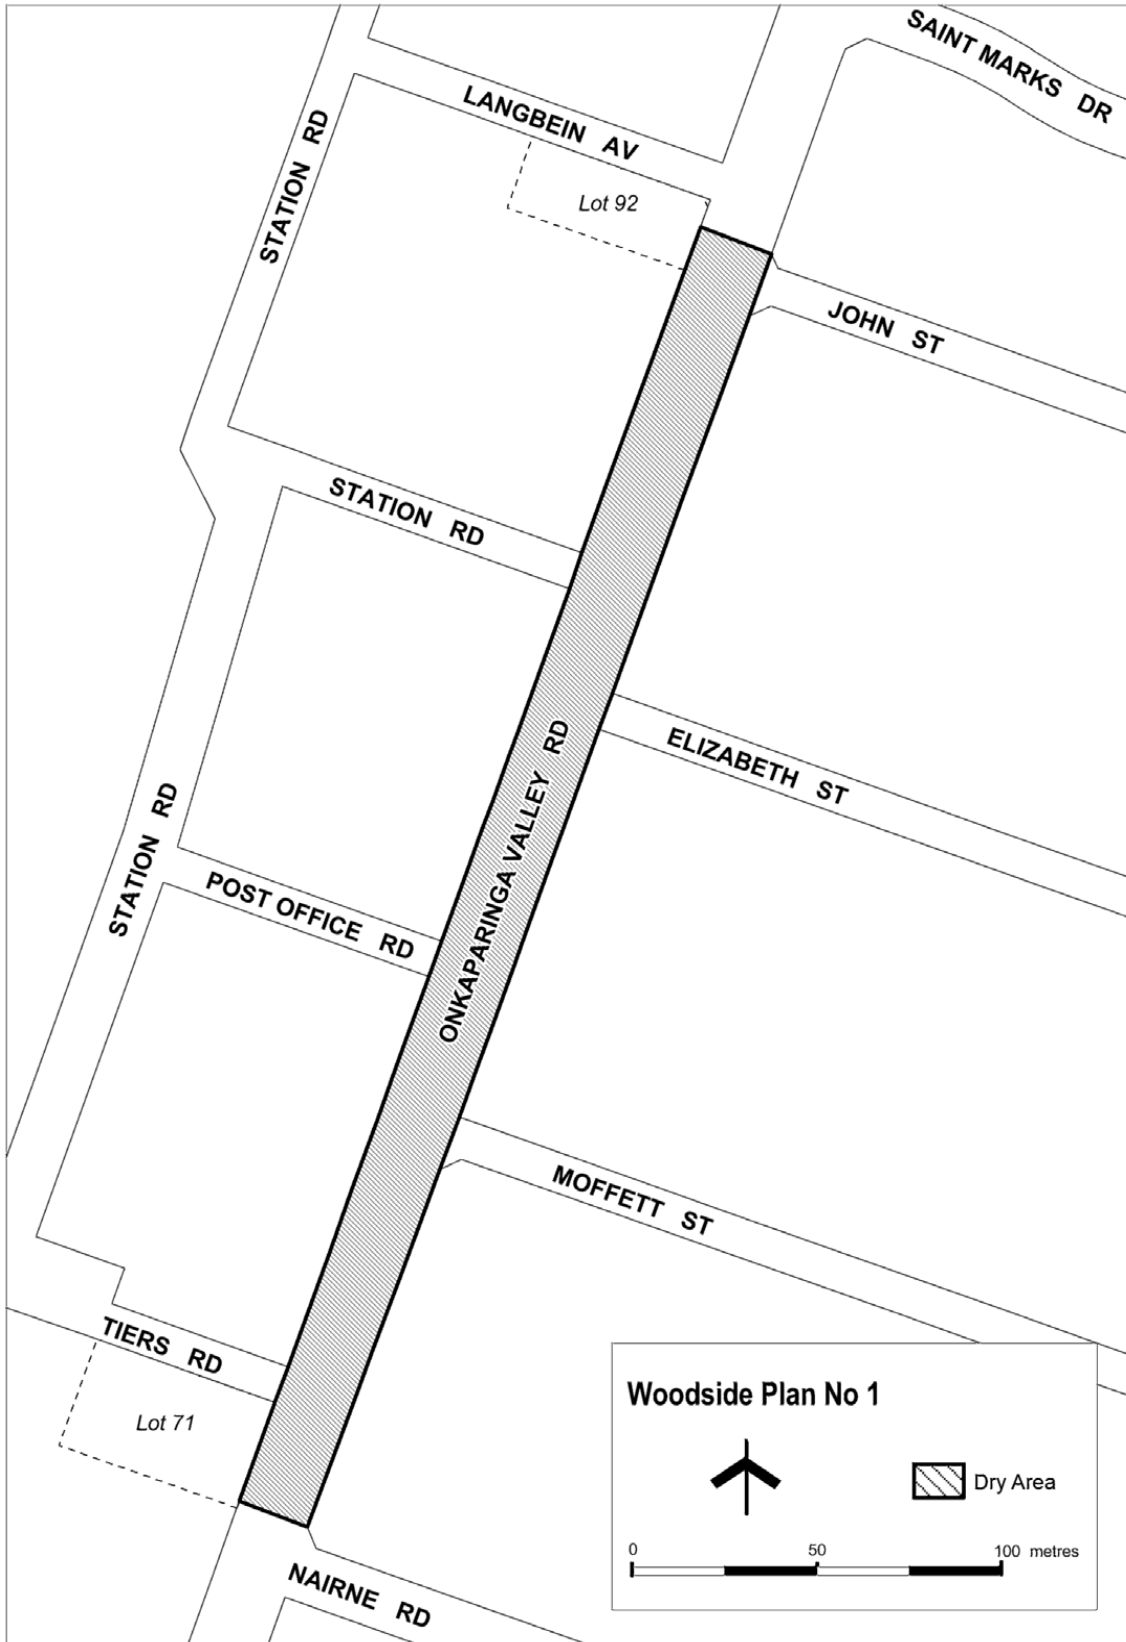 SAINT MARKS DR
LANGBEIN AV
STATION RD
Lot 92
JOHN ST
STATION RD
ELIZABETH ST
ONKAPARINGA VALLEY RD
STATION RD
POST OFFICE RD
MOFFETT ST
TIERS RD
Lot 71
NAIRNE RD
Woodside Plan No 1
Dry Area
0 50 100 metres